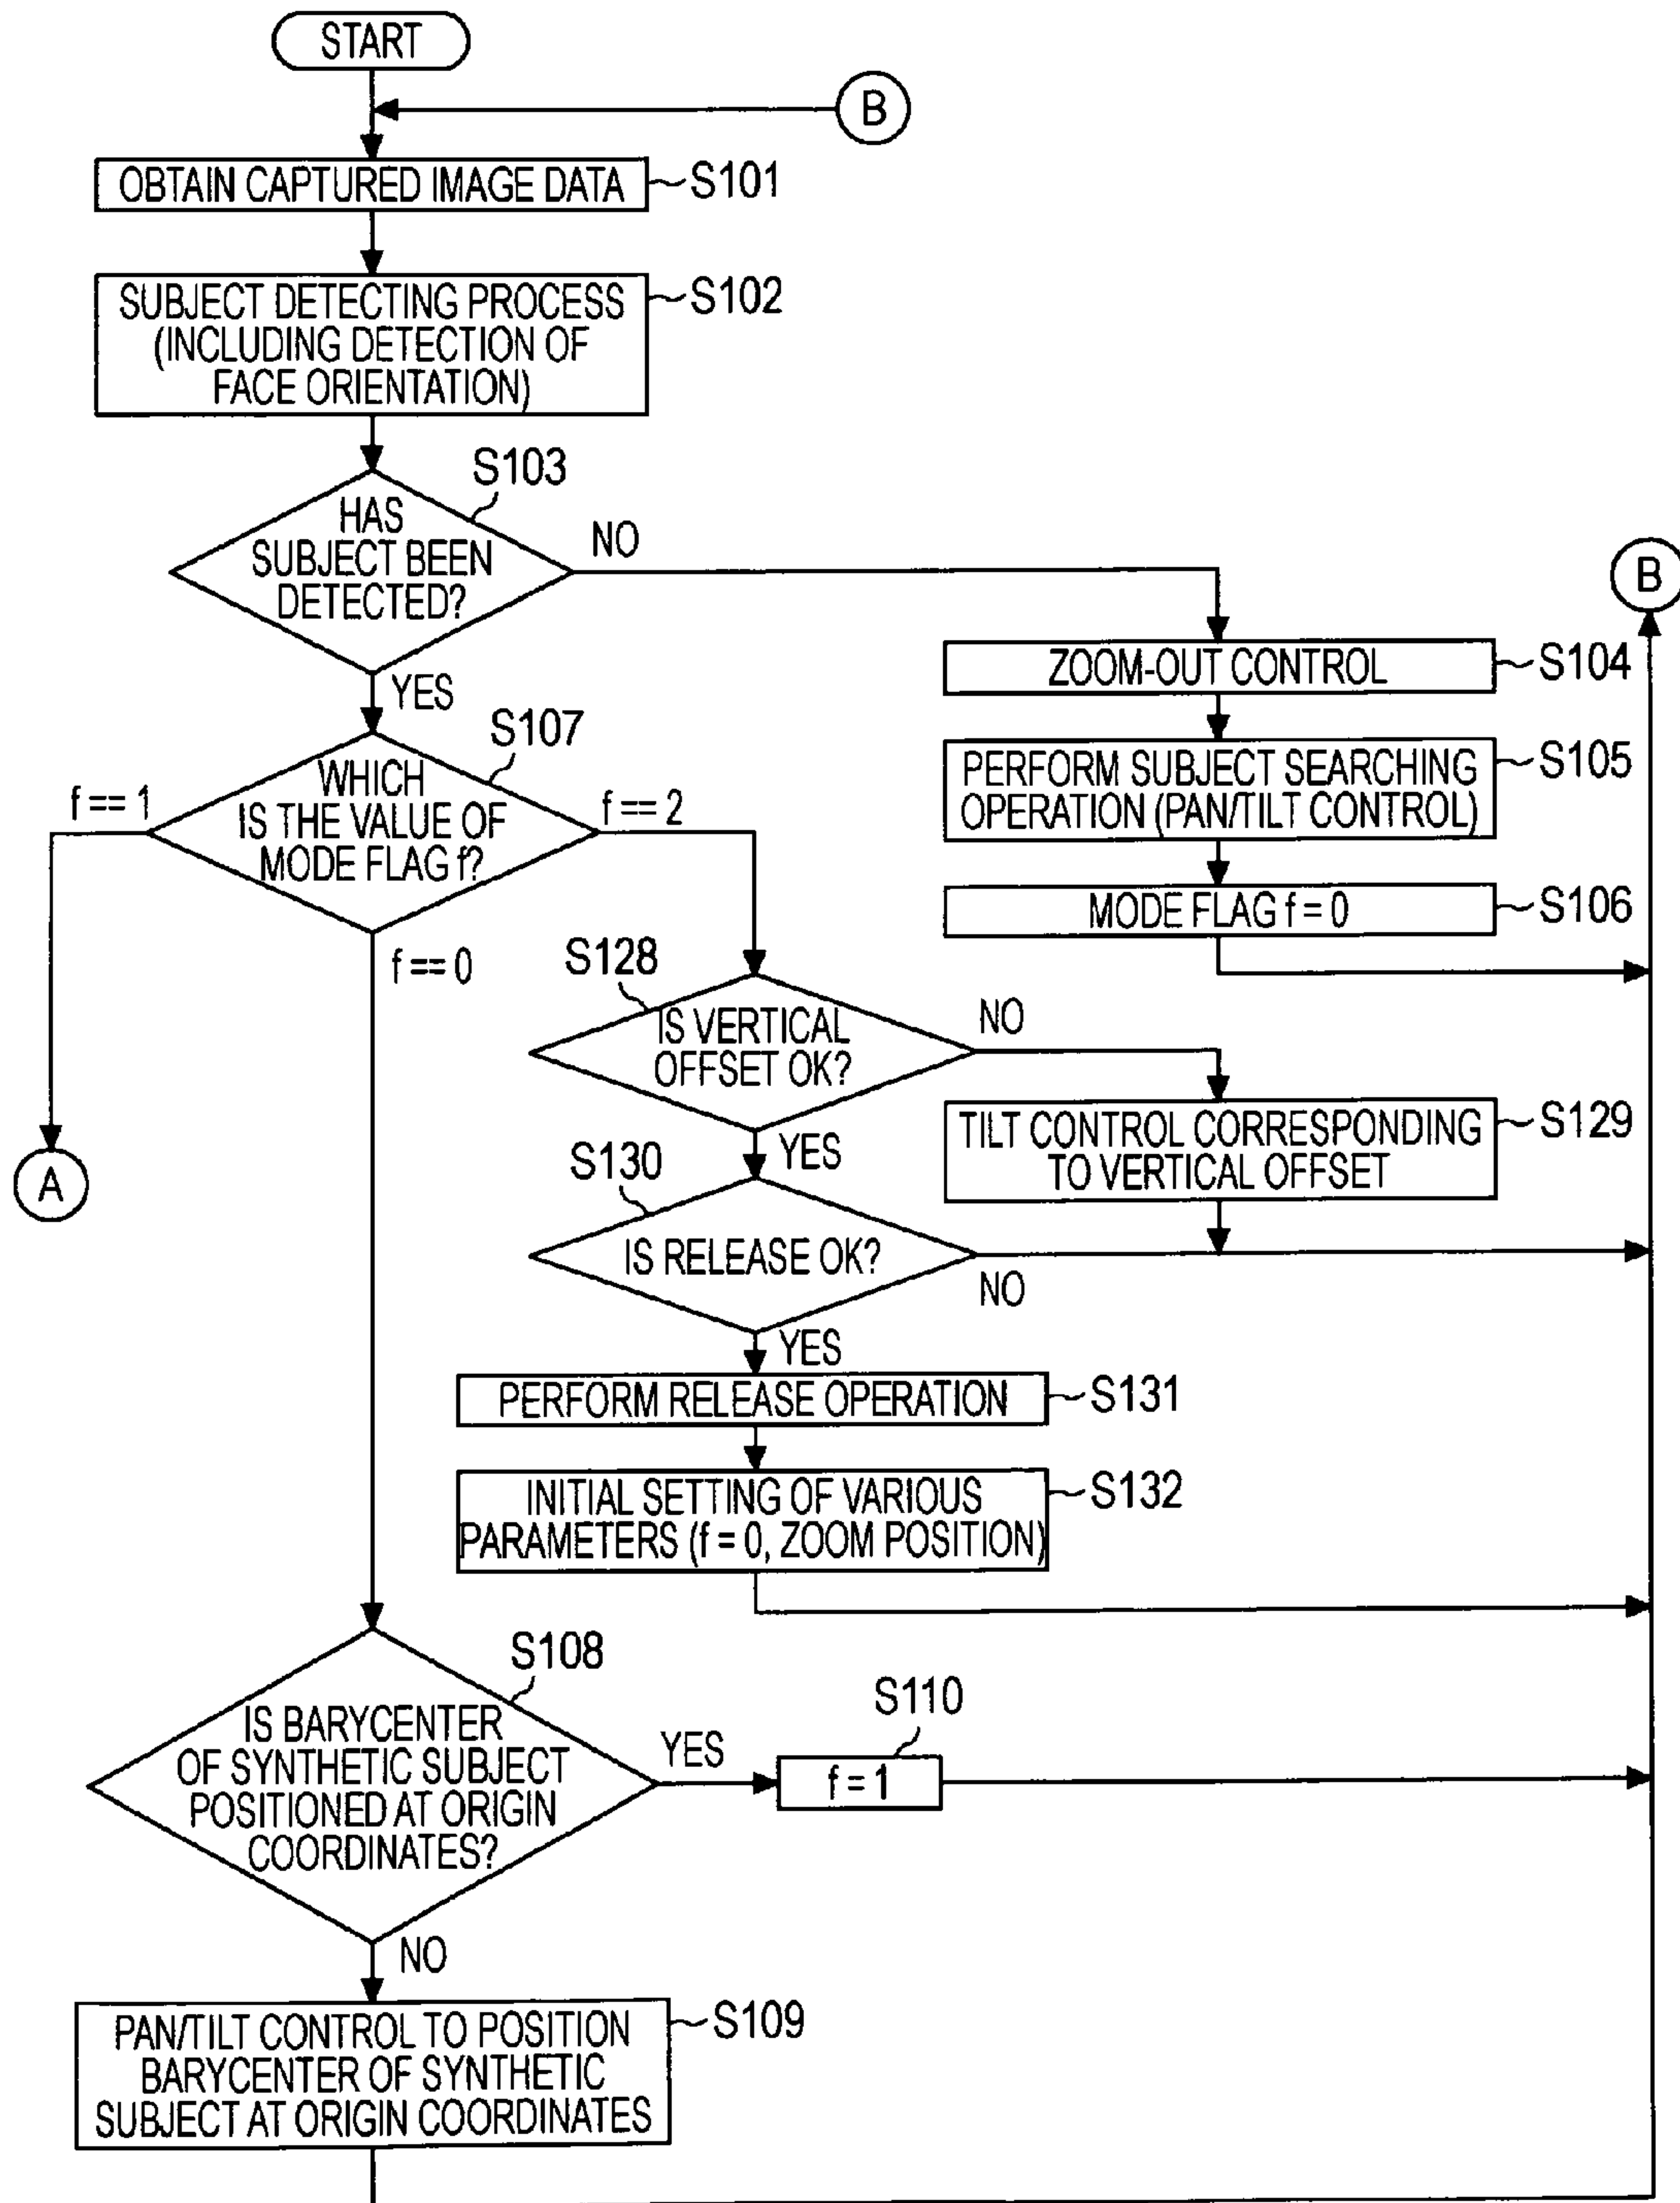 START
B
OBTAIN CAPTURED IMAGE DATA
S101
SUBJECT DETECTING PROCESS
(INCLUDING DETECTION OF
FACE ORIENTATION)
S102
S103
HAS
SUBJECT BEEN
DETECTED?
NO
YES
B
ZOOM-OUT CONTROL
S104
PERFORM SUBJECT SEARCHING
OPERATION (PAN/TILT CONTROL)
S105
MODE FLAG f = 0
S106
S107
WHICH
IS THE VALUE OF
MODE FLAG f?
f == 1
f == 2
f == 0
A
S128
IS VERTICAL
OFFSET OK?
NO
YES
TILT CONTROL CORRESPONDING
TO VERTICAL OFFSET
S129
S130
IS RELEASE OK?
NO
YES
PERFORM RELEASE OPERATION
S131
INITIAL SETTING OF VARIOUS
PARAMETERS (f = 0, ZOOM POSITION)
S132
S108
IS BARYCENTER
OF SYNTHETIC SUBJECT
POSITIONED AT ORIGIN
COORDINATES?
YES
S110
f = 1
NO
PAN/TILT CONTROL TO POSITION
BARYCENTER OF SYNTHETIC
SUBJECT AT ORIGIN COORDINATES
S109